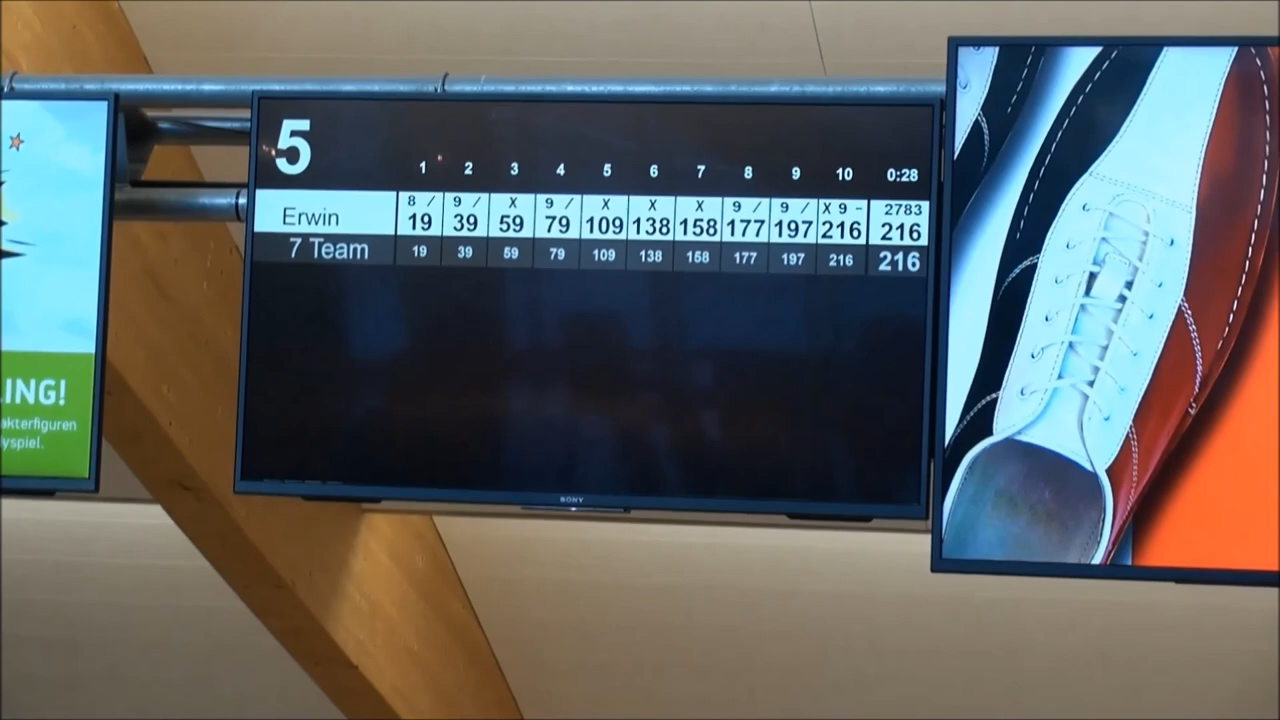 5
1 2 3 4 5 6 7 8 9 10 0:28
8 / 9 / X 9 / X X X 9 / 9 / X 9 - 2783
Erwin 19 39 59 79 109 138 158 177 197 216 216
7 Team 19 39 59 79 109 138 158 177 197 216 216
SONY
LING!
akterfiguren
yspiel.